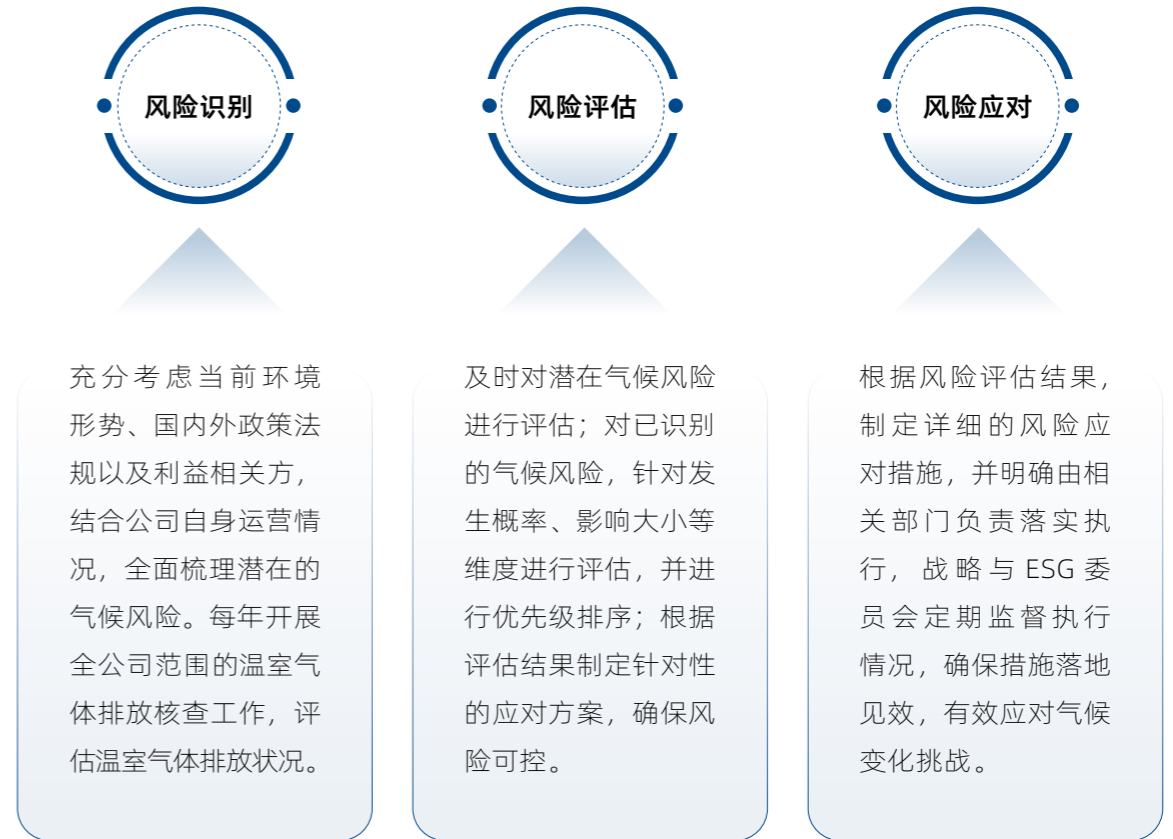 风险识别
充分考虑当前环境
形势、国内外政策法
规以及利益相关方，
结合公司自身运营情
况，全面梳理潜在的
气候风险。每年开展
全公司范围的温室气
体排放核查工作，评
估温室气体排放状况。
风险评估
及时对潜在气候风险
进行评估；对已识别
的气候风险，针对发
生概率、影响大小等
维度进行评估，并进
行优先级排序；根据
评估结果制定针对性
的应对方案，确保风
险可控。
风险应对
根据风险评估结果，
制定详细的风险应
对措施，并明确由相
关部门负责落实执
行，战略与 ESG 委
员会定期监督执行
情况，确保措施落地
见效，有效应对气候
变化挑战。